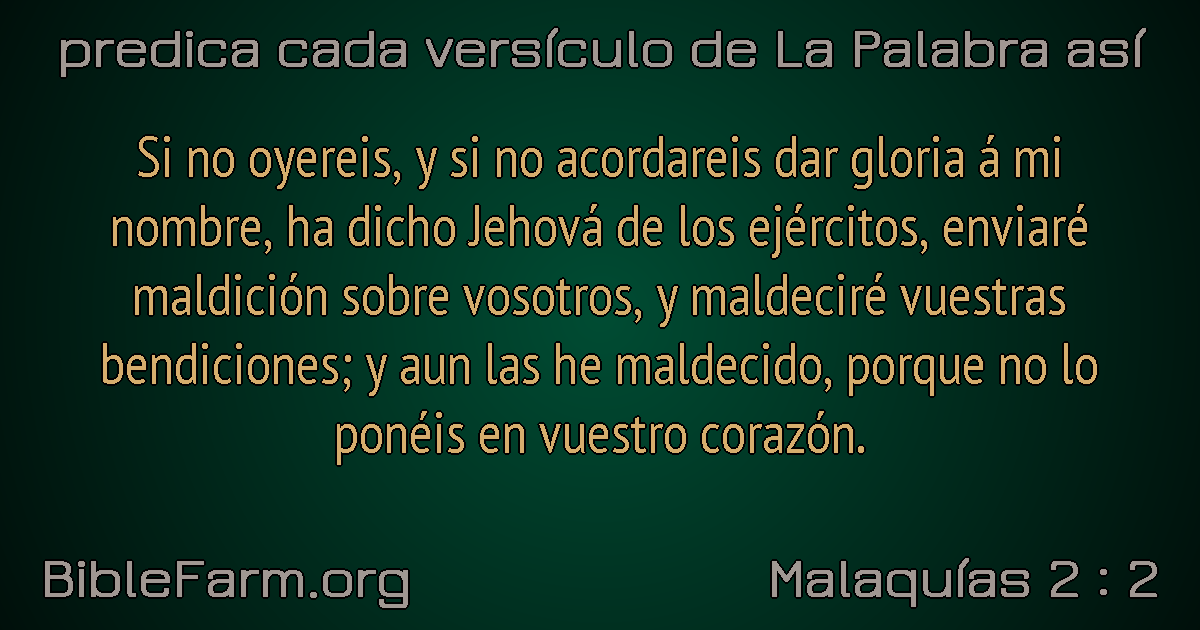 predica cada versículo de La Palabra así
Si no oyereis, y si no acordareis dar gloria á mi
nombre, ha dicho Jehová de los ejércitos, enviaré
maldición sobre vosotros, y maldeciré vuestras
bendiciones; y aun las he maldecido, porque no lo
ponéis en vuestro corazón.
BibleFarm.org
Malaquías 2 : 2